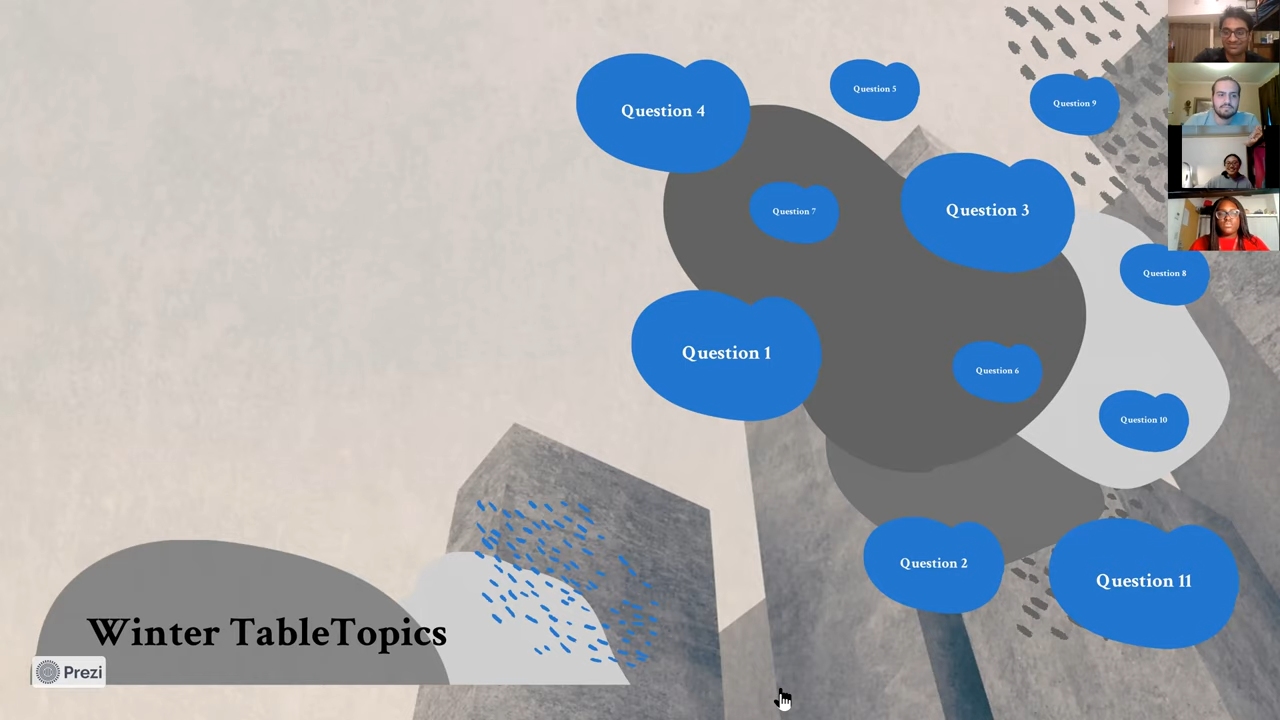 Question 4
Question 5
Question 9
Question 7
Question 3
Question 8
Question 1
Question 6
Question 10
Question 2
Question 11
Winter TableTopics
Prezi